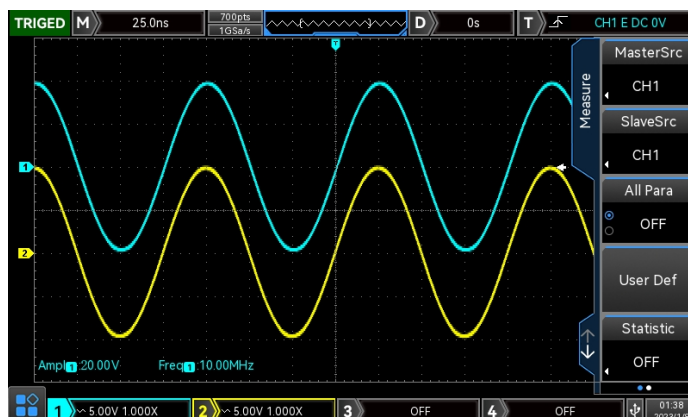 TRIGED M 25.0ns 700pts 1GSa/s D 0s T CH1 E DC 0V
T
Measure
MasterSrc
CH1
SlaveSrc
CH1
All Para
OFF
User Def
Statistic
OFF
1
2
Ampl 1:20.00V Freq 1:10.00MHz
1 5.00V 1.000X 2 5.00V 1.000X 3 OFF 4 OFF 01:38